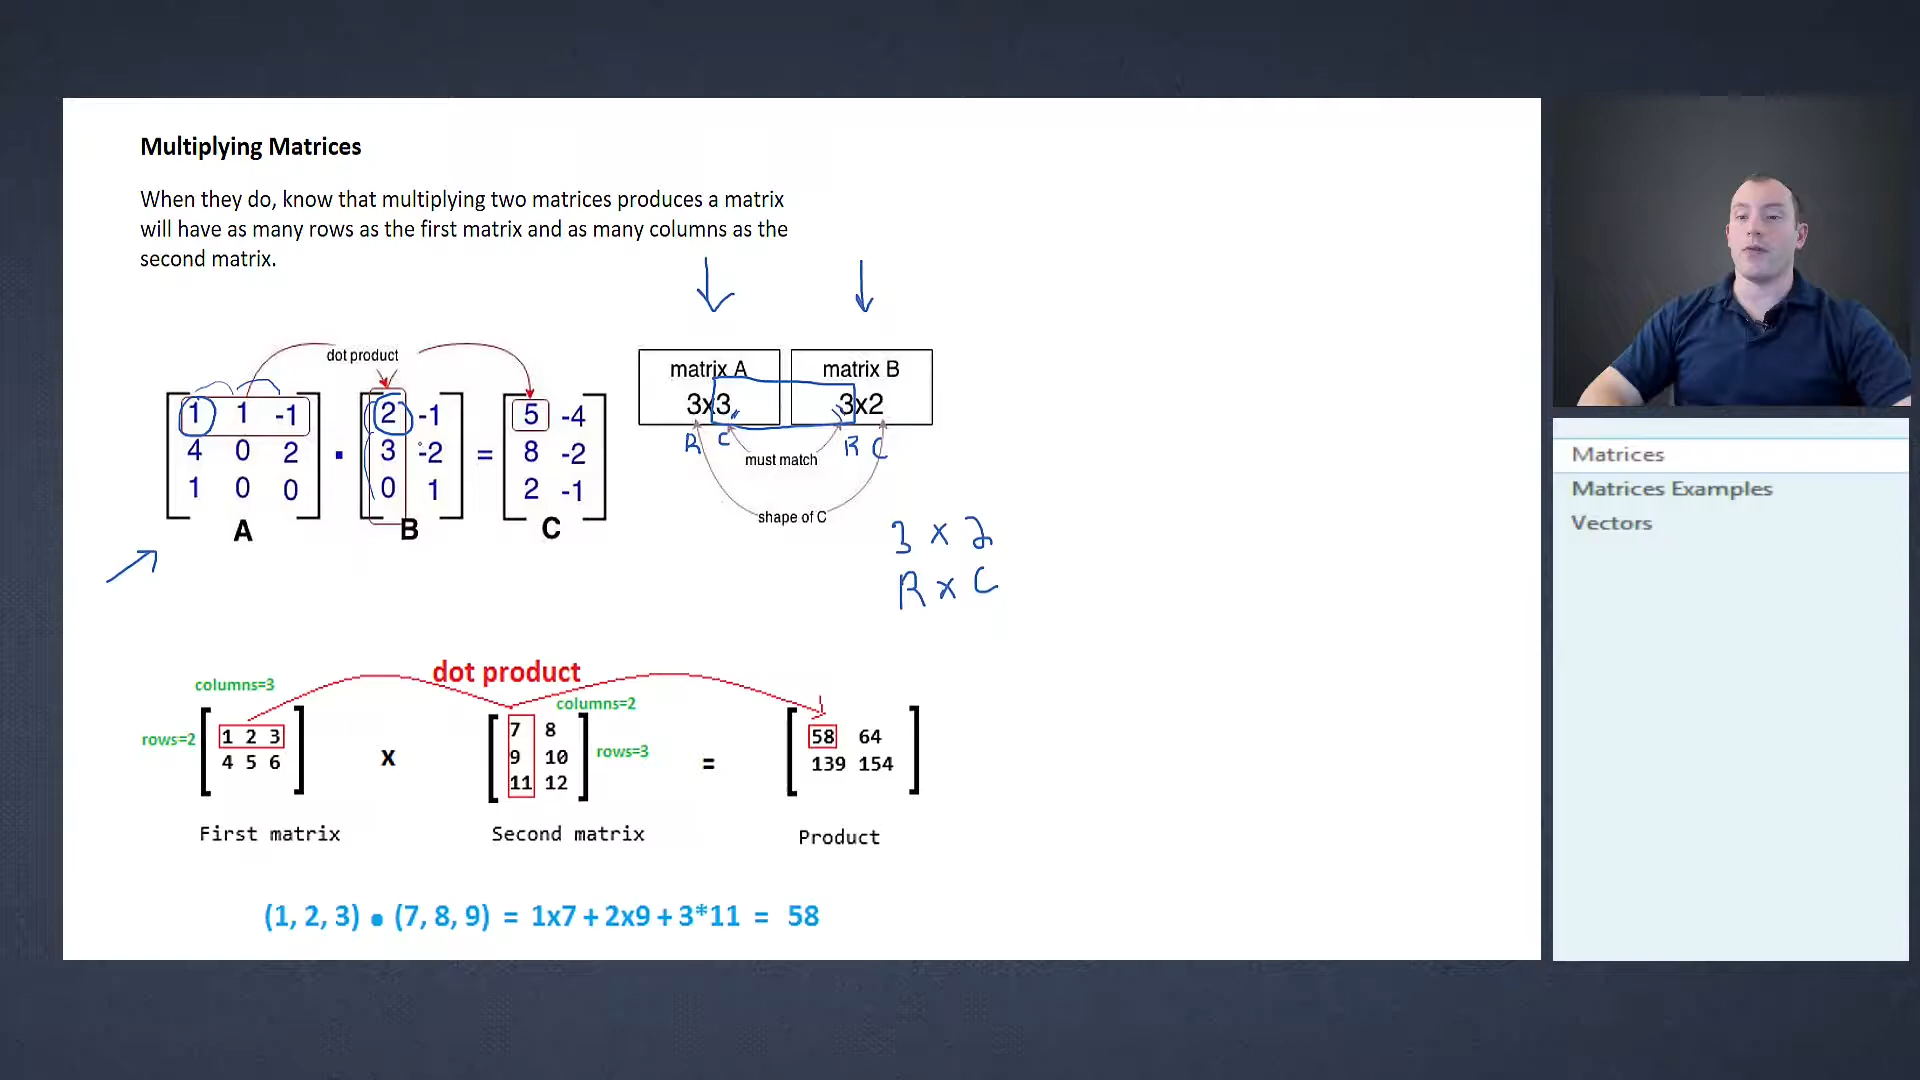 Multiplying Matrices
When they do, know that multiplying two matrices produces a matrix
will have as many rows as the first matrix and as many columns as the
second matrix.
dot product
1 1 -1
4 0 2
1 0 0
A
·
2 -1
3 -2
0 1
B
=
5 -4
8 -2
2 -1
C
matrix A
3x3
matrix B
3x2
R C
R C
must match
shape of C
3 x 2
R x C
dot product
columns=3
rows=2
1 2 3
4 5 6
First matrix
x
columns=2
rows=3
7 8
9 10
11 12
Second matrix
=
58 64
139 154
Product
(1, 2, 3) • (7, 8, 9) = 1x7 + 2x9 + 3*11 = 58
Matrices
Matrices Examples
Vectors